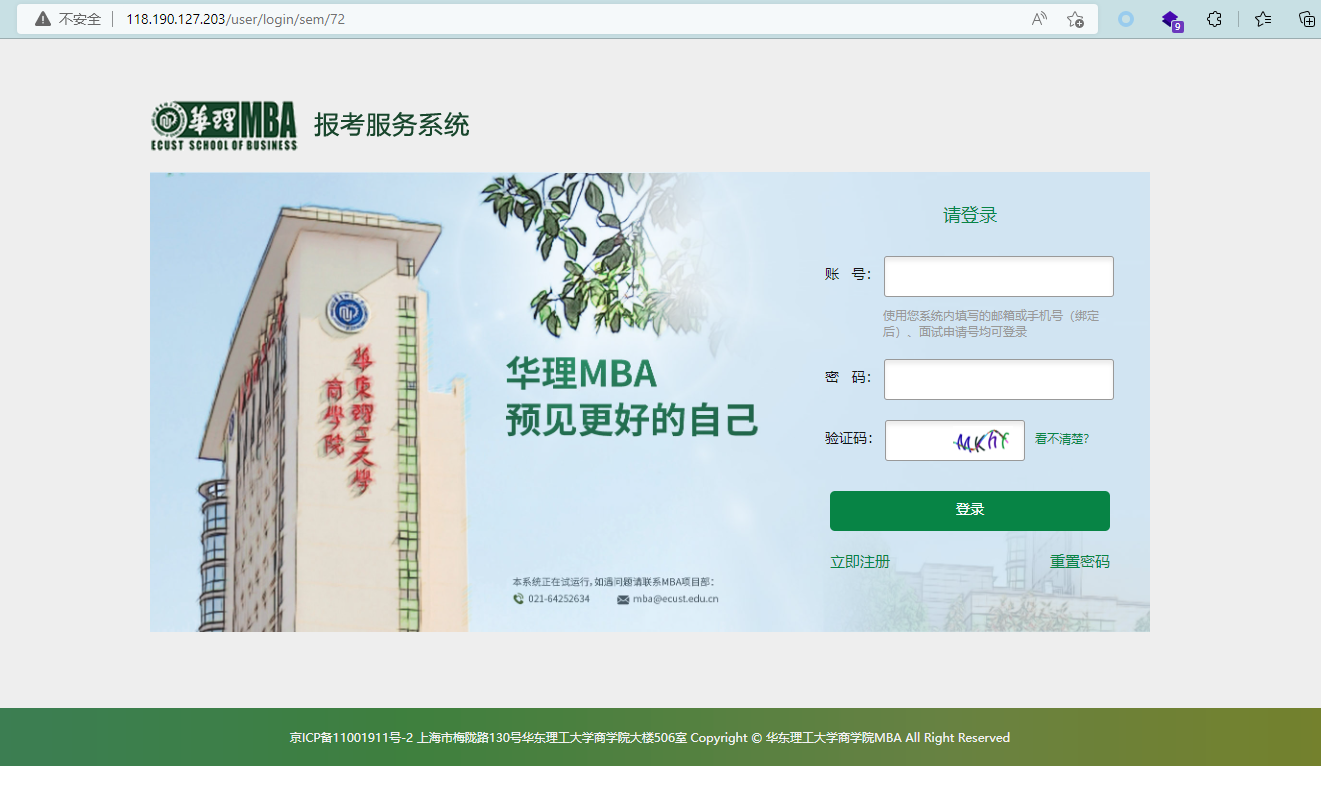 不安全 118.190.127.203/user/login/sem/72
9
華理MBA
ECUST SCHOOL OF BUSINESS
报考服务系统
请登录
账 号:
使用您系统内填写的邮箱或手机号（绑定
后）、面试申请号均可登录
華東理工大學
商學院
华理MBA
预见更好的自己
密 码:
验证码:
看不清楚?
登录
立即注册 重置密码
本系统正在试运行，如遇问题请联系MBA项目部：
021-64252634 mba@ecust.edu.cn
京ICP备11001911号-2 上海市梅陇路130号华东理工大学商学院大楼506室 Copyright © 华东理工大学商学院MBA All Right Reserved